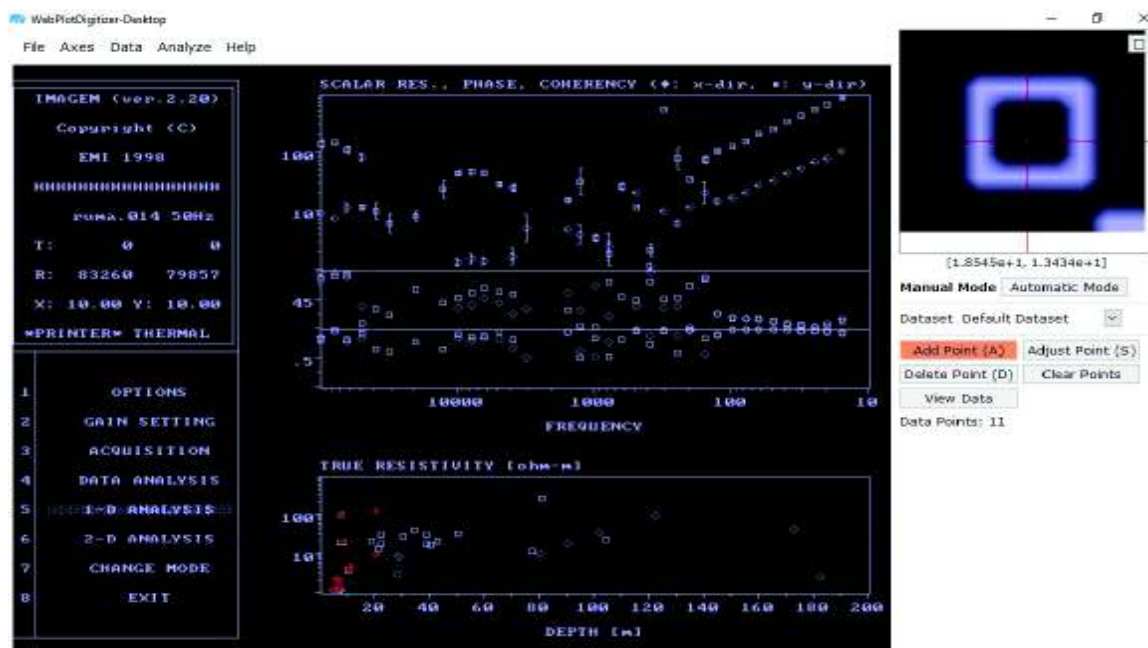 WebPlotDigitizer-Desktop
File Axes Data Analyze Help
IMAGEM (ver.2.20)
Copyright (C)
EMI 1998
ruma.014 50Hz
T: 0 0
R: 83260 79857
X: 10.00 Y: 10.00
*PRINTER* THERMAL
1 OPTIONS
2 GAIN SETTING
3 ACQUISITION
4 DATA ANALYSIS
5 1-D ANALYSIS
6 2-D ANALYSIS
7 CHANGE MODE
8 EXIT
SCALAR RES., PHASE, COHERENCY (◆: x-dir, ▪: y-dir)
100
10
45
.5
10000 1000 100 10
FREQUENCY
TRUE RESISTIVITY [ohm-m]
100
10
20 40 60 80 100 120 140 160 180 200
DEPTH [m]
[1.8545e+1, 1.3434e+1]
Manual Mode Automatic Mode
Dataset Default Dataset
Add Point (A) Adjust Point (S)
Delete Point (D) Clear Points
View Data
Data Points: 11